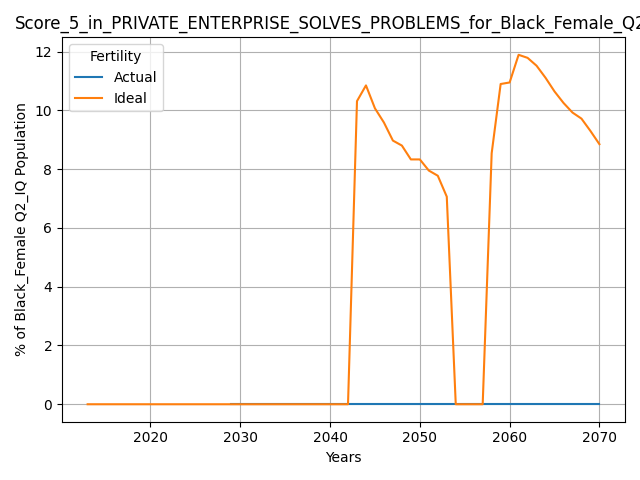 Score_5_in_PRIVATE_ENTERPRISE_SOLVES_PROBLEMS_for_Black_Female_Q2
Fertility
Actual
Ideal
% of Black_Female Q2_IQ Population
12
10
8
6
4
2
0
2020 2030 2040 2050 2060 2070
Years